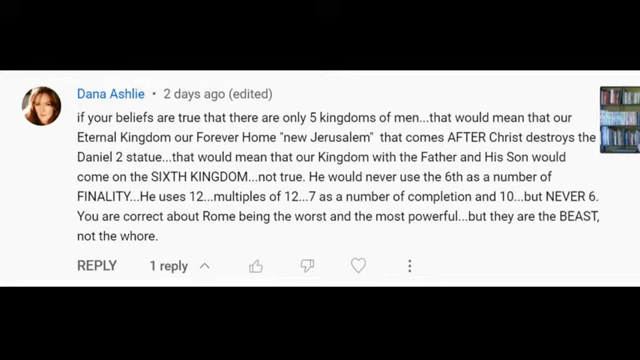 Dana Ashlie • 2 days ago (edited)
if your beliefs are true that there are only 5 kingdoms of men...that would mean that our
Eternal Kingdom our Forever Home "new Jerusalem" that comes AFTER Christ destroys the
Daniel 2 statue...that would mean that our Kingdom with the Father and His Son would
come on the SIXTH KINGDOM...not true. He would never use the 6th as a number of
FINALITY...He uses 12...multiples of 12...7 as a number of completion and 10...but NEVER 6.
You are correct about Rome being the worst and the most powerful...but they are the BEAST,
not the whore.
REPLY 1 reply